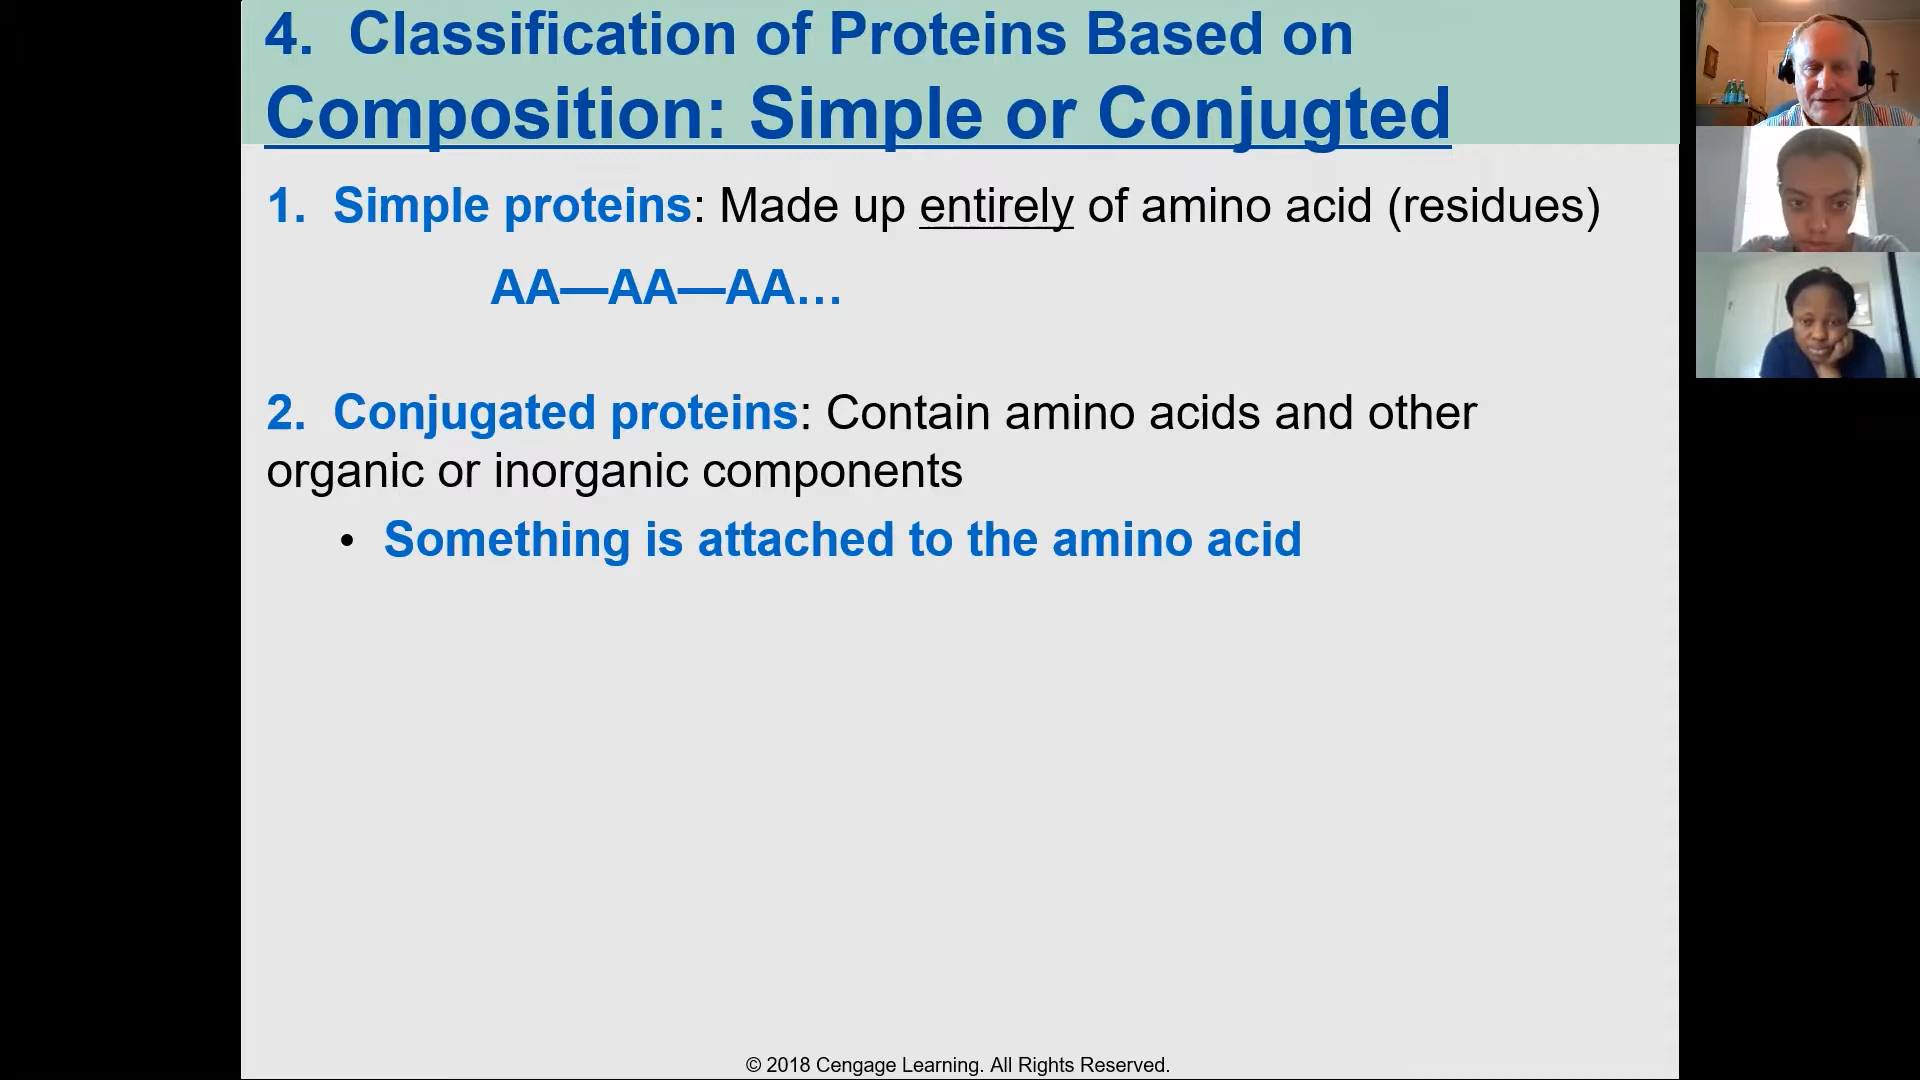 4. Classification of Proteins Based on
Composition: Simple or Conjugted
1. Simple proteins: Made up entirely of amino acid (residues)
AA—AA—AA…
2. Conjugated proteins: Contain amino acids and other
organic or inorganic components
• Something is attached to the amino acid
© 2018 Cengage Learning. All Rights Reserved.